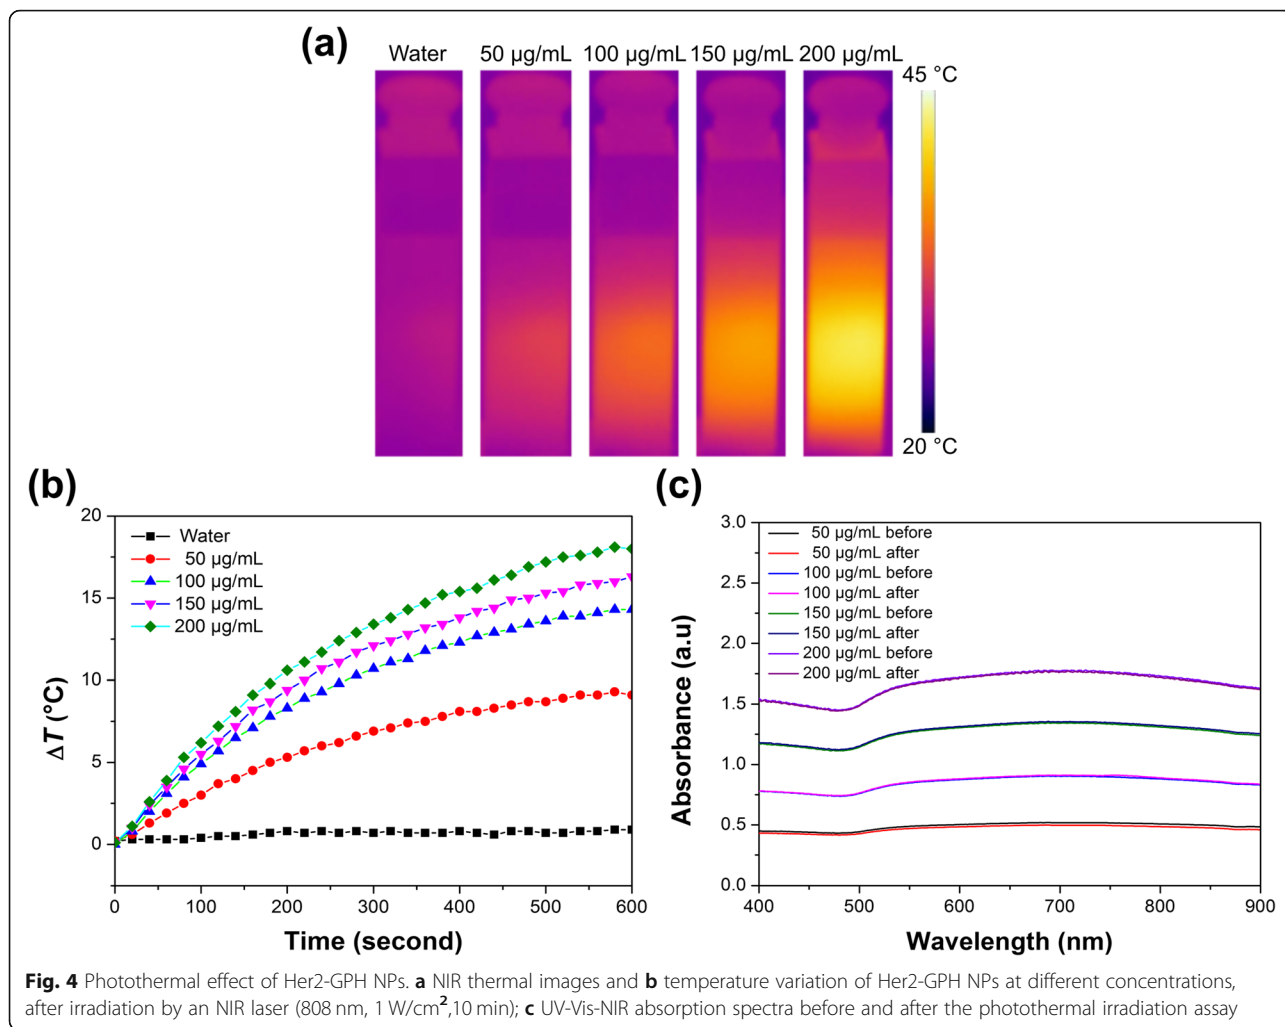 (a)
Water 50 µg/mL 100 µg/mL 150 µg/mL 200 µg/mL
45 °C
20 °C
(b)
20
15
10
5
0
ΔT (°C)
Water
50 µg/mL
100 µg/mL
150 µg/mL
200 µg/mL
0 100 200 300 400 500 600
Time (second)
(c)
3.0
2.5
2.0
1.5
1.0
0.5
0.0
Absorbance (a.u)
50 µg/mL before
50 µg/mL after
100 µg/mL before
100 µg/mL after
150 µg/mL before
150 µg/mL after
200 µg/mL before
200 µg/mL after
400 500 600 700 800 900
Wavelength (nm)
Fig. 4 Photothermal effect of Her2-GPH NPs. a NIR thermal images and b temperature variation of Her2-GPH NPs at different concentrations,
after irradiation by an NIR laser (808 nm, 1 W/cm²,10 min); c UV-Vis-NIR absorption spectra before and after the photothermal irradiation assay